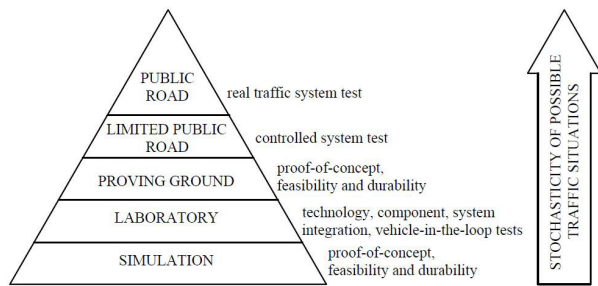 PUBLIC
ROAD
real traffic system test
LIMITED PUBLIC
ROAD
controlled system test
PROVING GROUND
proof-of-concept,
feasibility and durability
LABORATORY
technology, component, system
integration, vehicle-in-the-loop tests
SIMULATION
proof-of-concept,
feasibility and durability
STOCHASTICITY OF POSSIBLE
TRAFFIC SITUATIONS